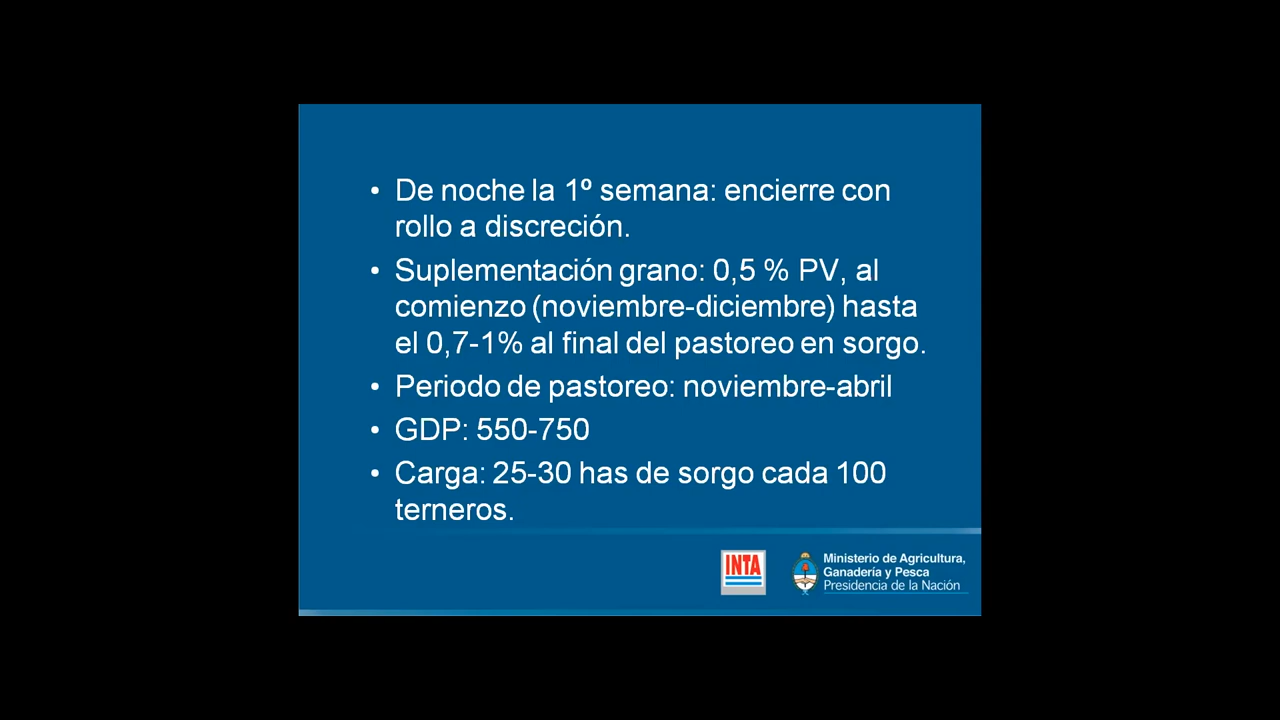 • De noche la 1º semana: encierre con
rollo a discreción.
• Suplementación grano: 0,5 % PV, al
comienzo (noviembre-diciembre) hasta
el 0,7-1% al final del pastoreo en sorgo.
• Periodo de pastoreo: noviembre-abril
• GDP: 550-750
• Carga: 25-30 has de sorgo cada 100
terneros.
INTA
Ministerio de Agricultura,
Ganadería y Pesca
Presidencia de la Nación